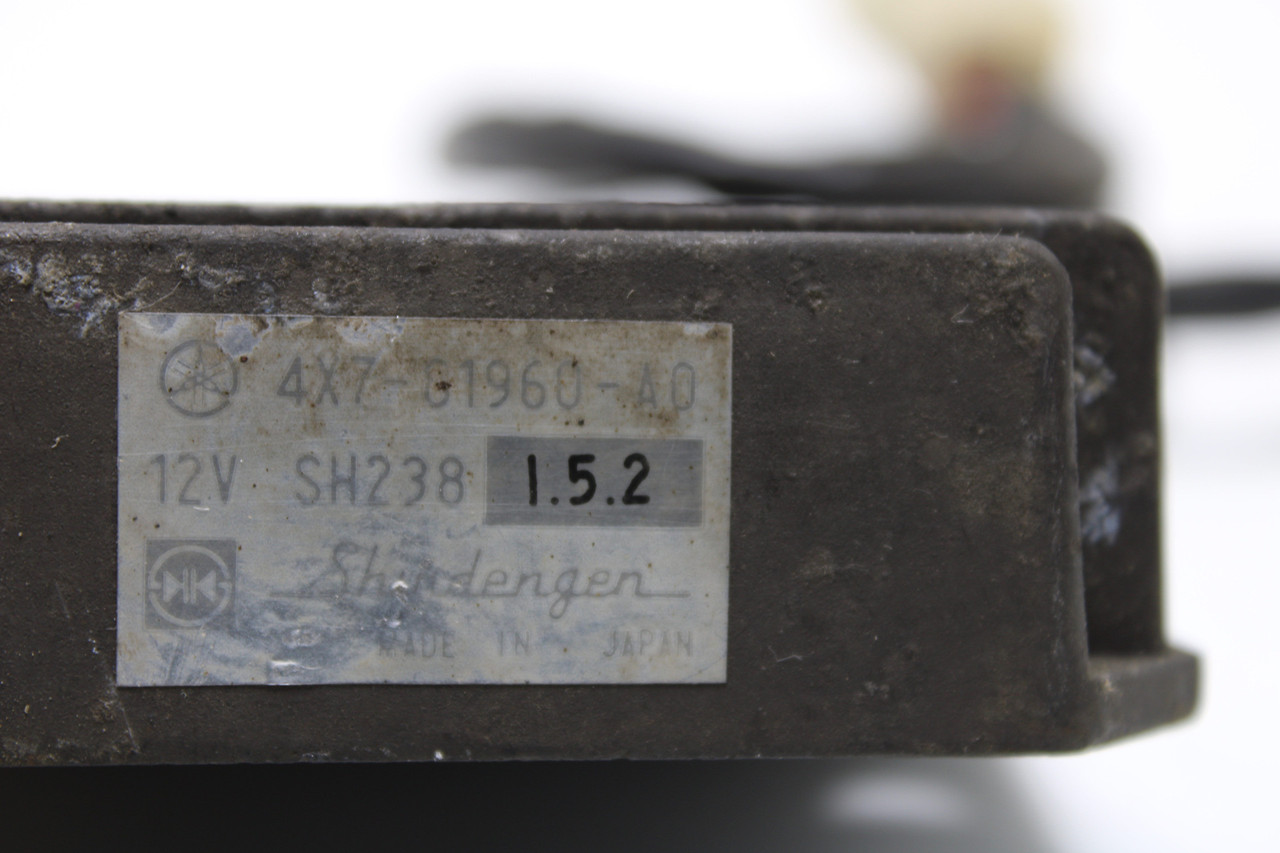 4X7-81960-A0
12V SH238 1.5.2
Shindengen
MADE IN JAPAN